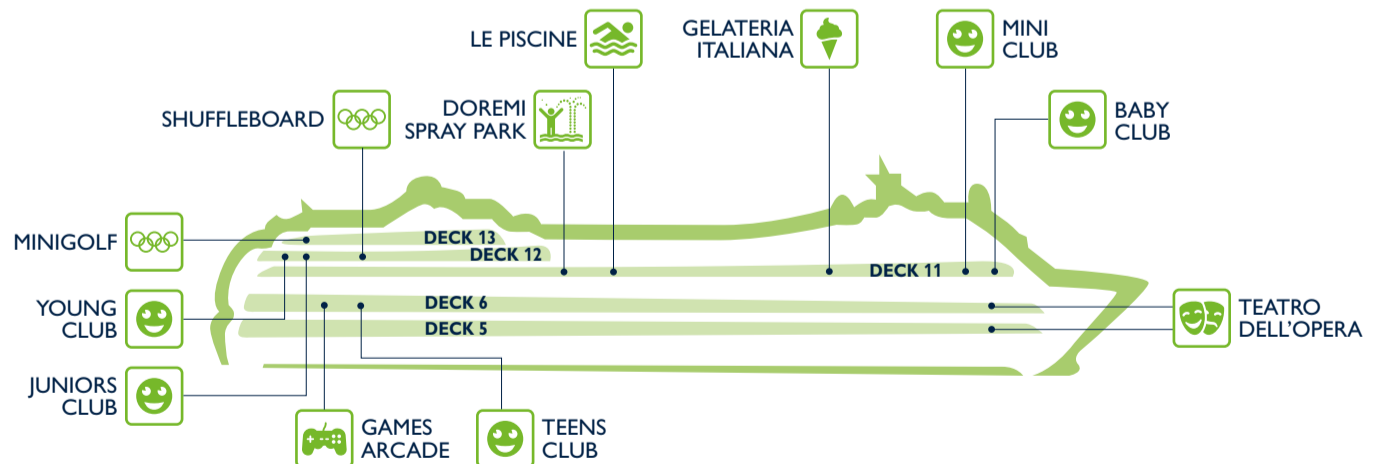 LE PISCINE
GELATERIA
ITALIANA
MINI
CLUB
SHUFFLEBOARD
DOREMI
SPRAY PARK
BABY
CLUB
MINIGOLF
DECK 13
DECK 12
DECK 11
YOUNG
CLUB
DECK 6
DECK 5
TEATRO
DELL'OPERA
JUNIORS
CLUB
GAMES
ARCADE
TEENS
CLUB